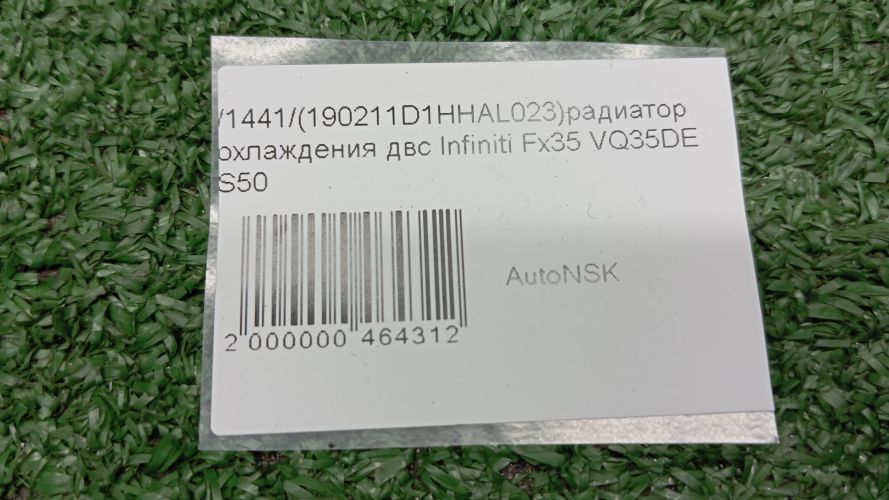 /1441/(190211D1HHAL023)радиатор
охлаждения двс Infiniti Fx35 VQ35DE
S50
AutoNSK
2 000000 464312